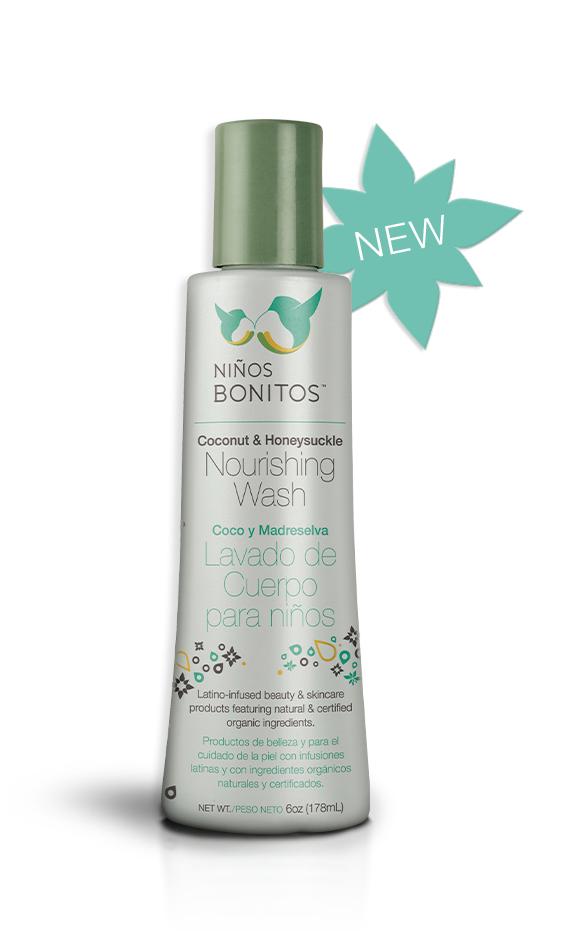 NEW
NIÑOS
BONITOS™
Coconut & Honeysuckle
Nourishing
Wash
Coco y Madreselva
Lavado de
Cuerpo
para niños
Latino-infused beauty & skincare
products featuring natural & certified
organic ingredients.
Productos de belleza y para el
cuidado de la piel con infusiones
latinas y con ingredientes orgánicos
naturales y certificados.
NET WT./PESO NETO 6oz (178mL)